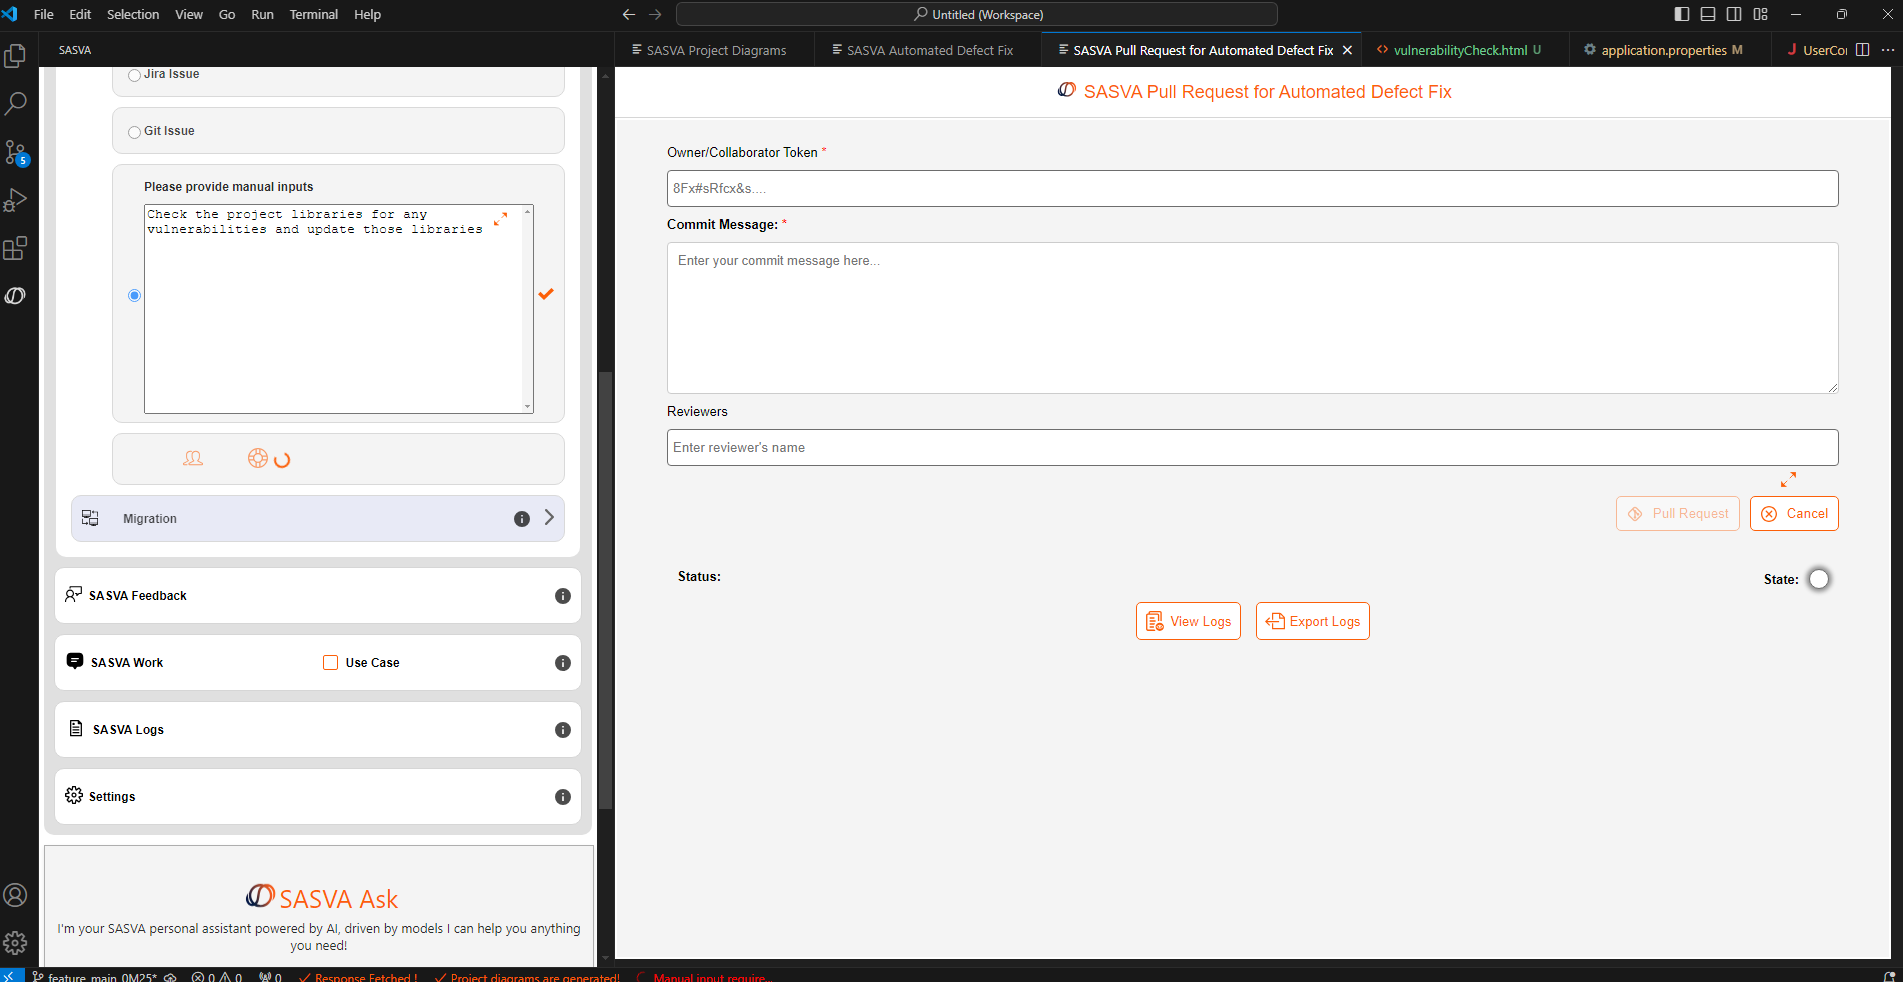 File Edit Selection View Go Run Terminal Help
Untitled (Workspace)
SASVA
SASVA Project Diagrams
SASVA Automated Defect Fix
SASVA Pull Request for Automated Defect Fix
vulnerabilityCheck.html U
application.properties M
J UserCo
5
Jira Issue
Git Issue
Please provide manual inputs
Check the project libraries for any
vulnerabilities and update those libraries
Migration
SASVA Feedback
SASVA Work
Use Case
SASVA Logs
Settings
SASVA Ask
I'm your SASVA personal assistant powered by AI, driven by models I can help you anything
you need!
SASVA Pull Request for Automated Defect Fix
Owner/Collaborator Token *
8Fx#sRfcx&s....
Commit Message: *
Enter your commit message here...
Reviewers
Enter reviewer's name
Pull Request
Cancel
Status:
State:
View Logs
Export Logs
feature_main_0M25* 0 0 0 Response Fetched ! Project diagrams are generated! Manual input require...